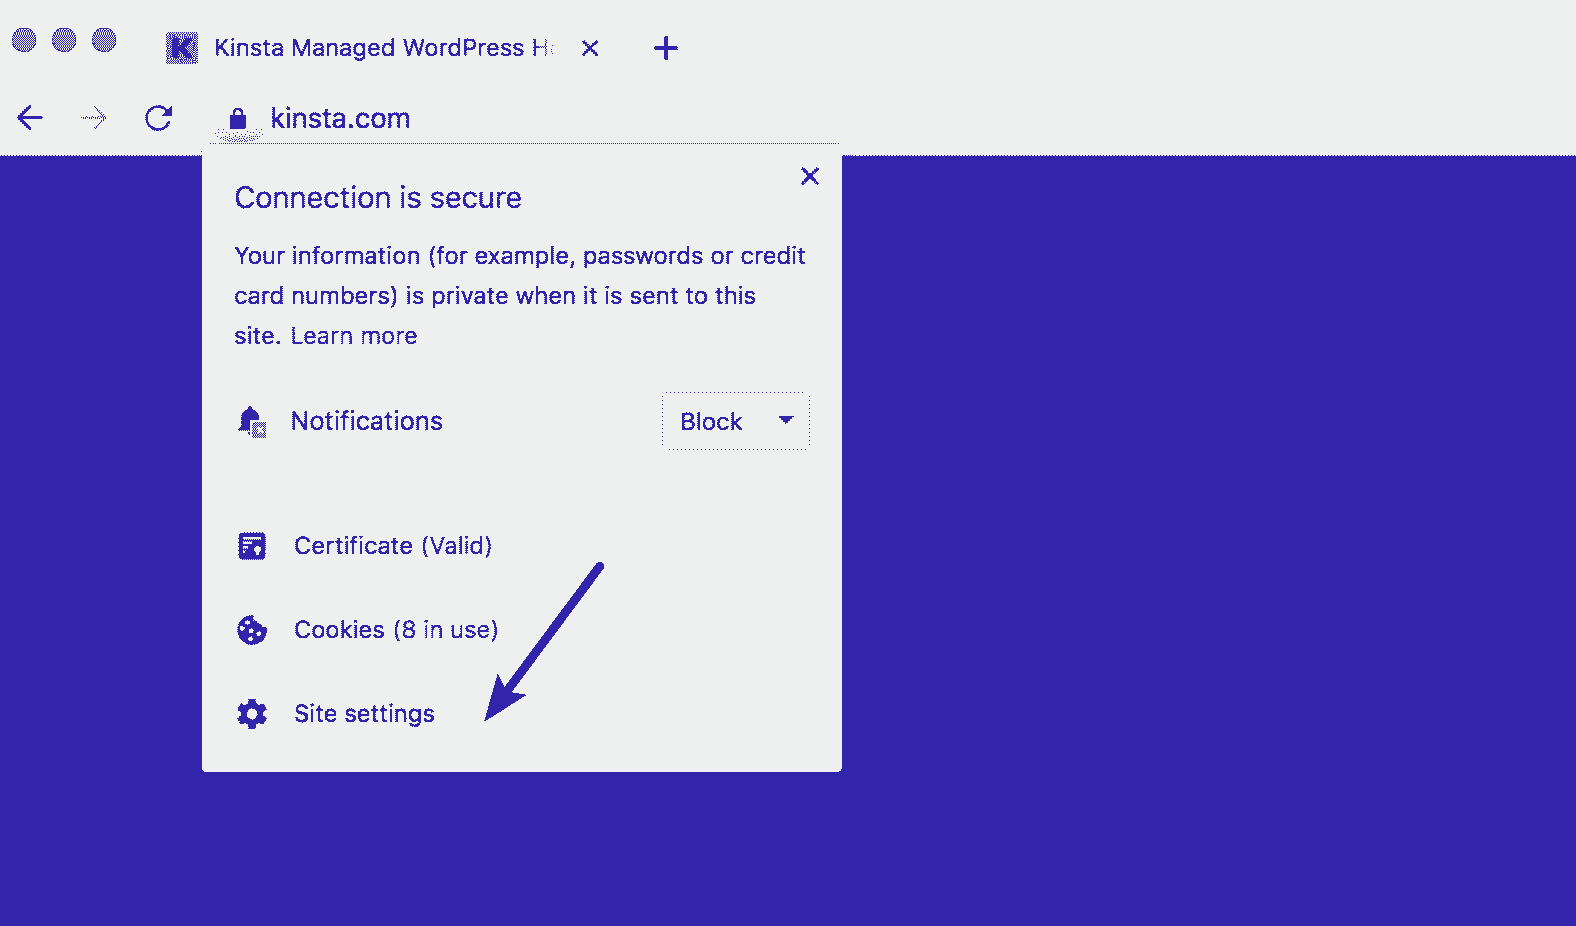 K Kinsta Managed WordPress H
kinsta.com
Connection is secure
Your information (for example, passwords or credit
card numbers) is private when it is sent to this
site. Learn more
Notifications Block
Certificate (Valid)
Cookies (8 in use)
Site settings